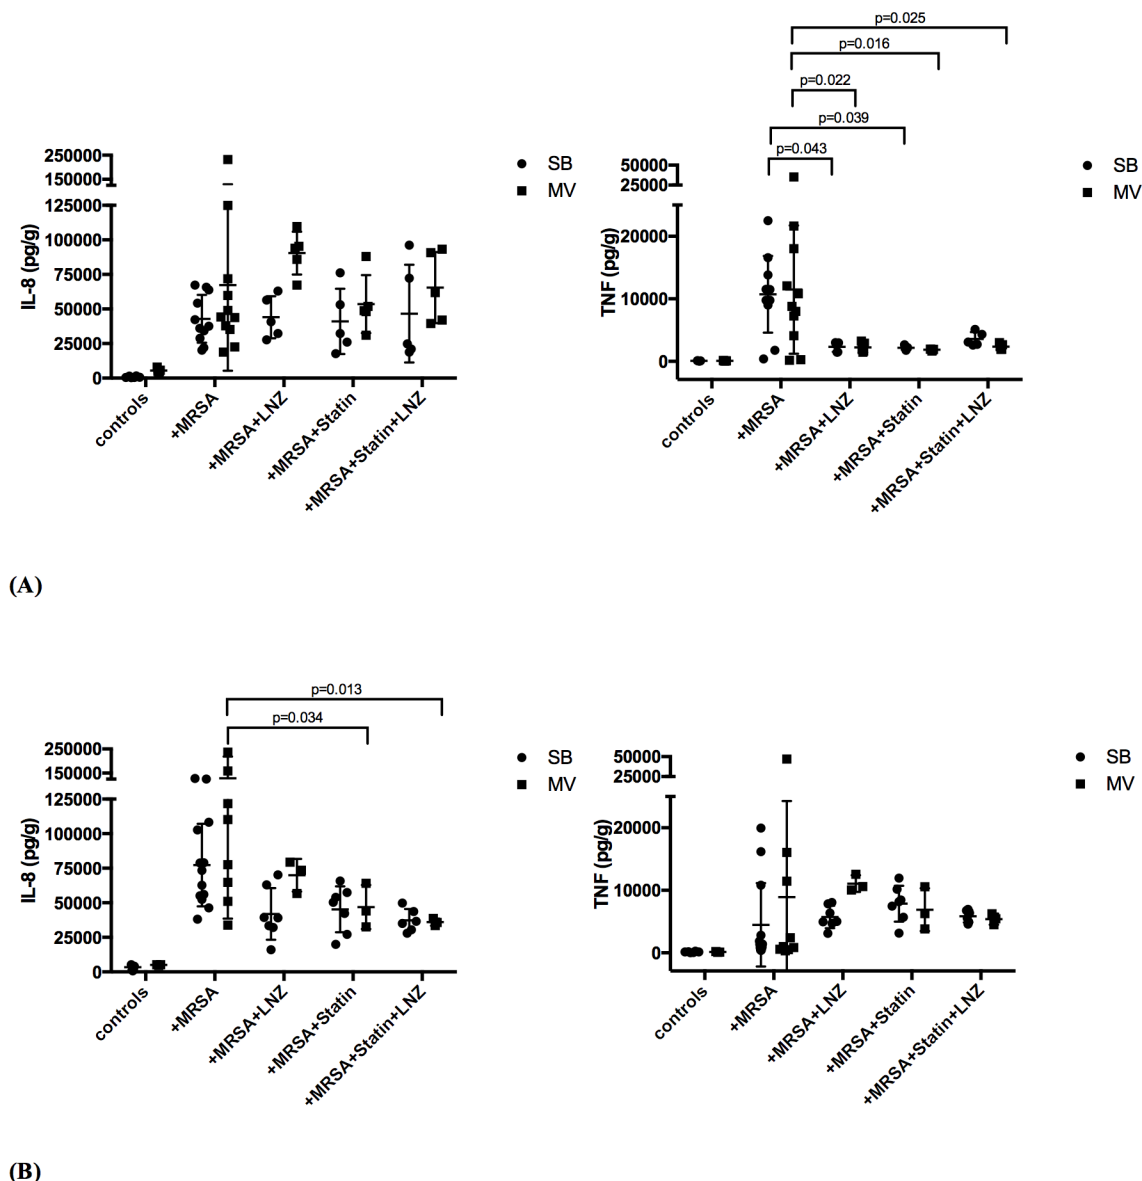 p=0.025
p=0.016
p=0.022
p=0.039
p=0.043
250000
150000
125000
100000
75000
50000
25000
0
IL-8 (pg/g)
SB
MV
controls
+MRSA
+MRSA+LNZ
+MRSA+Statin
+MRSA+Statin+LNZ
50000
25000
20000
10000
0
TNF (pg/g)
SB
MV
controls
+MRSA
+MRSA+LNZ
+MRSA+Statin
+MRSA+Statin+LNZ
(A)
p=0.013
p=0.034
250000
150000
125000
100000
75000
50000
25000
0
IL-8 (pg/g)
SB
MV
controls
+MRSA
+MRSA+LNZ
+MRSA+Statin
+MRSA+Statin+LNZ
50000
25000
20000
10000
0
TNF (pg/g)
SB
MV
controls
+MRSA
+MRSA+LNZ
+MRSA+Statin
+MRSA+Statin+LNZ
(B)